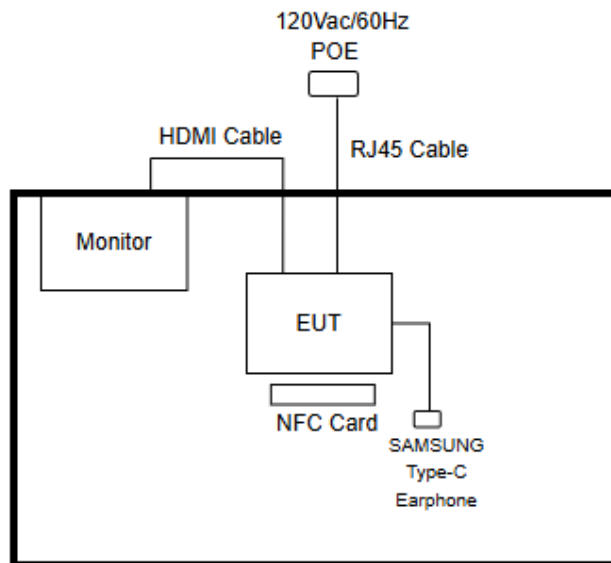 120Vac/60Hz
POE
HDMI Cable
RJ45 Cable
Monitor
EUT
NFC Card
SAMSUNG
Type-C
Earphone